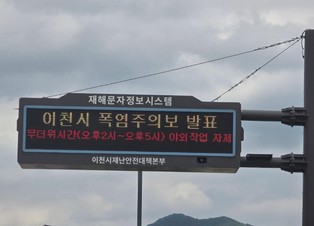 재해문자정보시스템
이천시 폭염주의보 발표
무더위시간(오후2시~오후5시) 야외작업 자제
이천시재난안전대책본부